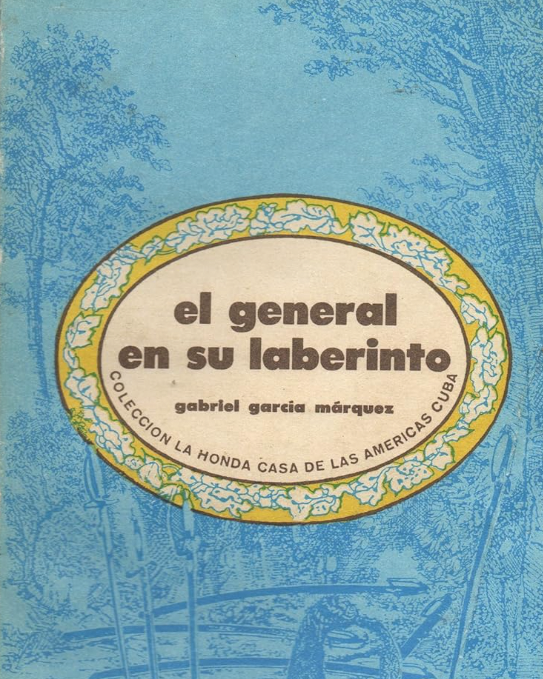 el general
en su laberinto
gabriel garcia márquez
COLECCION LA HONDA CASA DE LAS AMERICAS CUBA